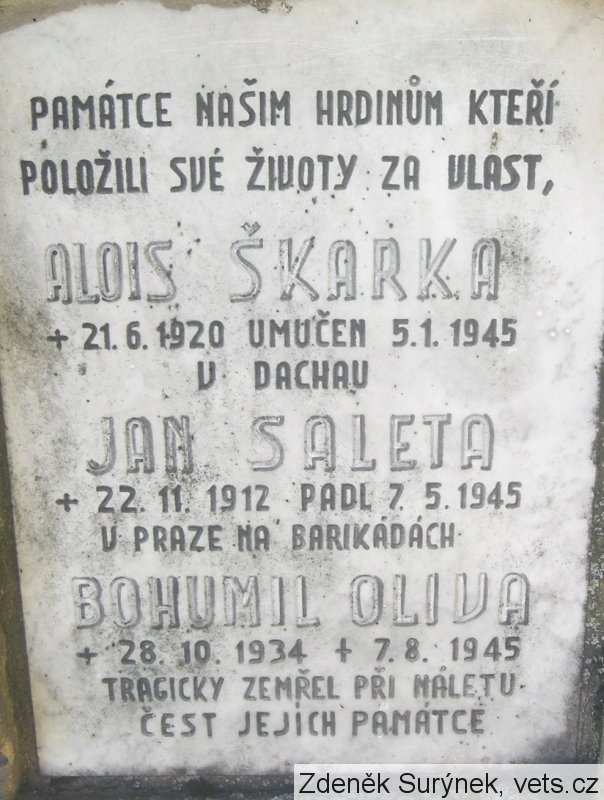 PAMÁTCE NAŠIM HRDINŮM KTEŘÍ
POLOŽILI SVÉ ŽIVOTY ZA VLAST,
ALOIS ŠKARKA
+ 21. 6. 1920 UMUČEN 5.1. 1945
V DACHAU
JAN SALETA
+ 22. 11. 1912 PADL 7. 5. 1945
V PRAZE NA BARIKÁDÁCH
BOHUMIL OLIVA
+ 28. 10. 1934 + 7. 8. 1945
TRAGICKY ZEMŘEL PŘI NÁLETU
ČEST JEJICH PAMÁTCE
Zdeněk Surýnek, vets.cz